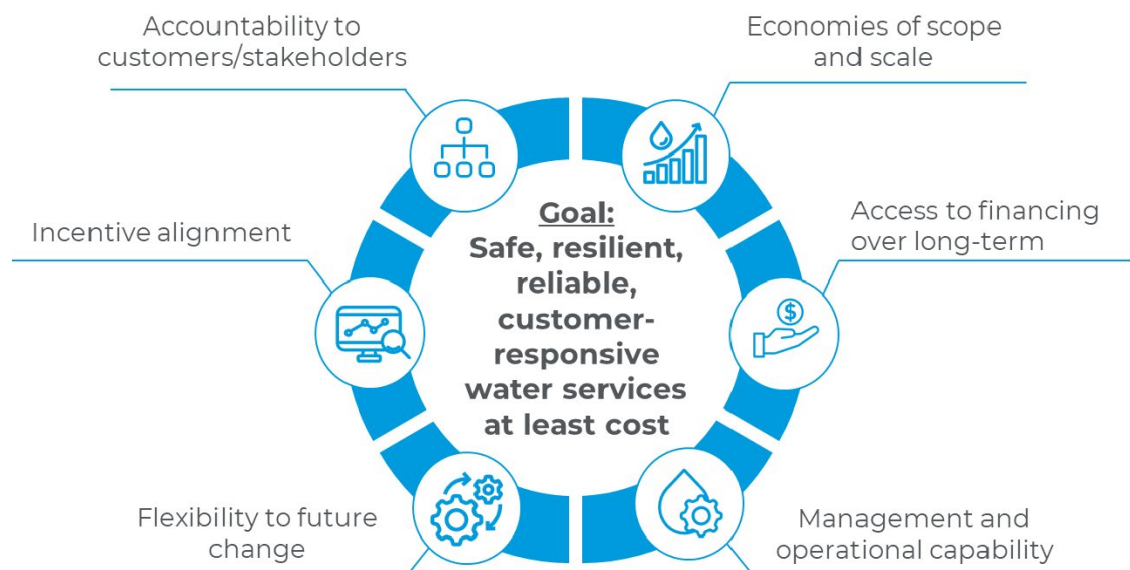 Accountability to
customers/stakeholders
Economies of scope
and scale
Incentive alignment
Access to financing
over long-term
Goal:
Safe, resilient,
reliable,
customer-
responsive
water services
at least cost
$
Flexibility to future
change
Management and
operational capability